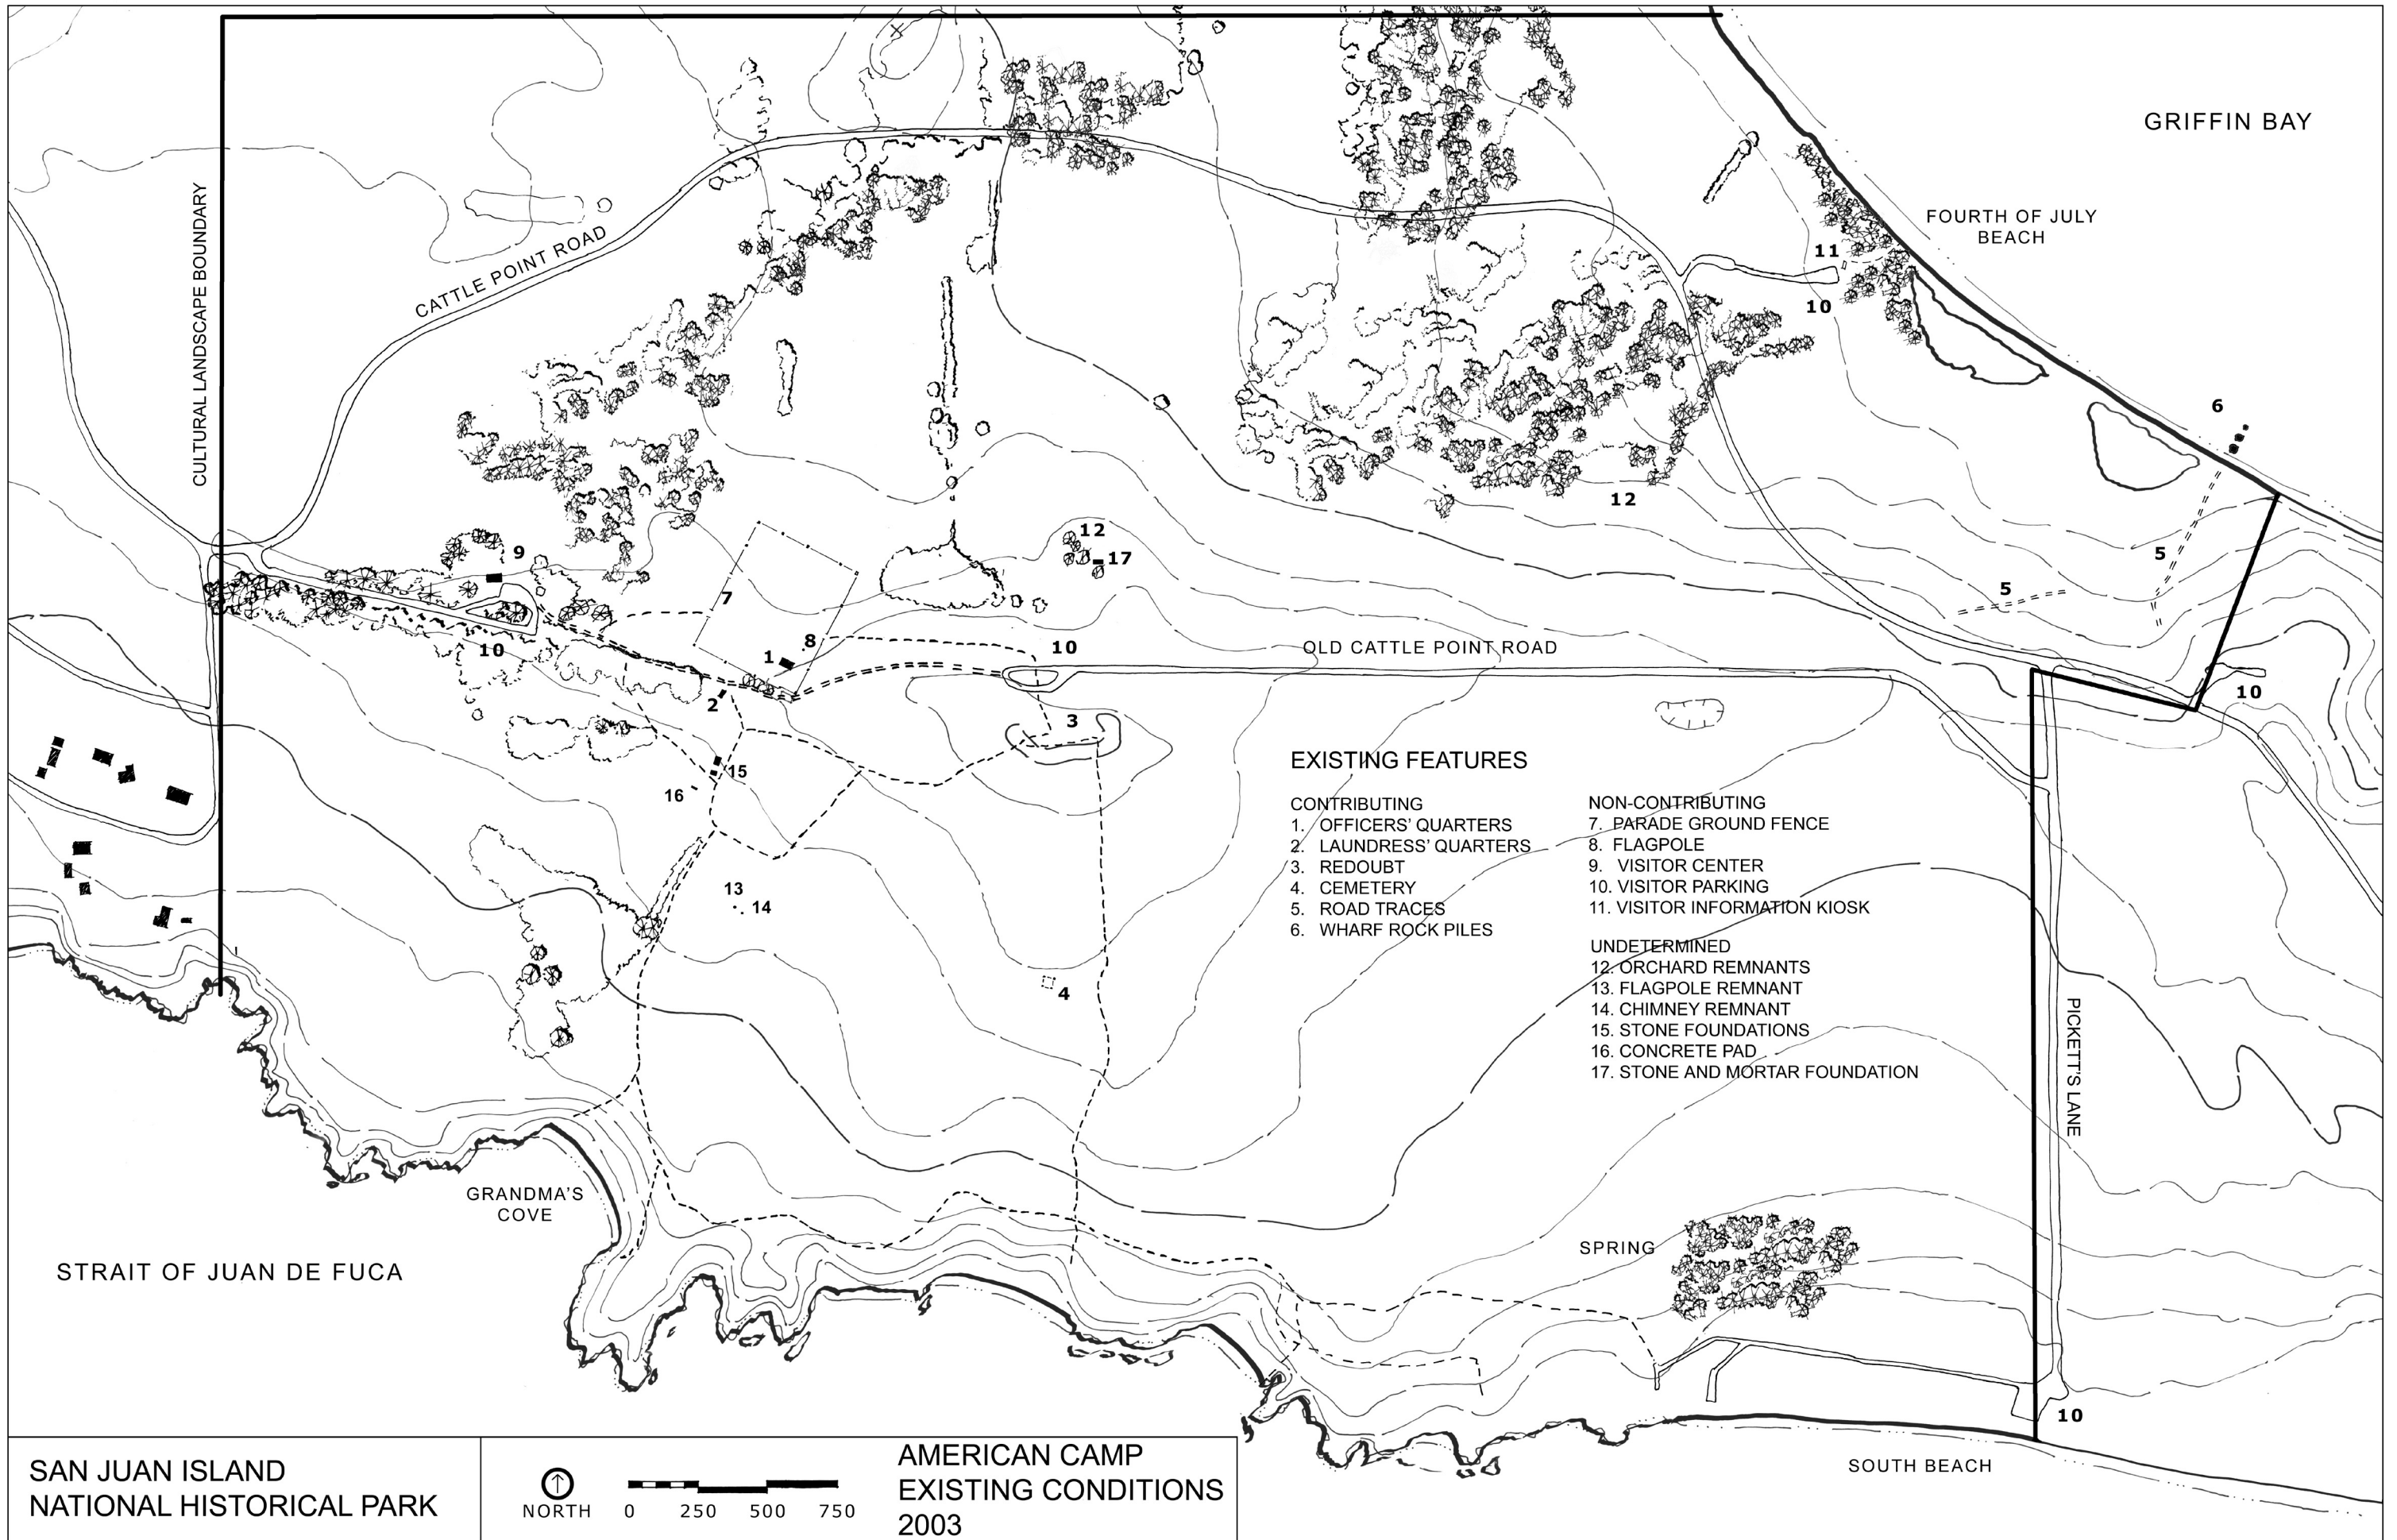 GRIFFIN BAY
FOURTH OF JULY
BEACH
CULTURAL LANDSCAPE BOUNDARY
CATTLE POINT ROAD
11
10
6
12
12
17
9
7
5
5
8
1
10
10
OLD CATTLE POINT ROAD
2
3
10
15
16
13
14
4
EXISTING FEATURES
CONTRIBUTING
1. OFFICERS' QUARTERS
2. LAUNDRESS' QUARTERS
3. REDOUBT
4. CEMETERY
5. ROAD TRACES
6. WHARF ROCK PILES
NON-CONTRIBUTING
7. PARADE GROUND FENCE
8. FLAGPOLE
9. VISITOR CENTER
10. VISITOR PARKING
11. VISITOR INFORMATION KIOSK
UNDETERMINED
12. ORCHARD REMNANTS
13. FLAGPOLE REMNANT
14. CHIMNEY REMNANT
15. STONE FOUNDATIONS
16. CONCRETE PAD
17. STONE AND MORTAR FOUNDATION
PICKETT'S LANE
GRANDMA'S
COVE
SPRING
STRAIT OF JUAN DE FUCA
10
SOUTH BEACH
SAN JUAN ISLAND
NATIONAL HISTORICAL PARK
NORTH
0 250 500 750
AMERICAN CAMP
EXISTING CONDITIONS
2003